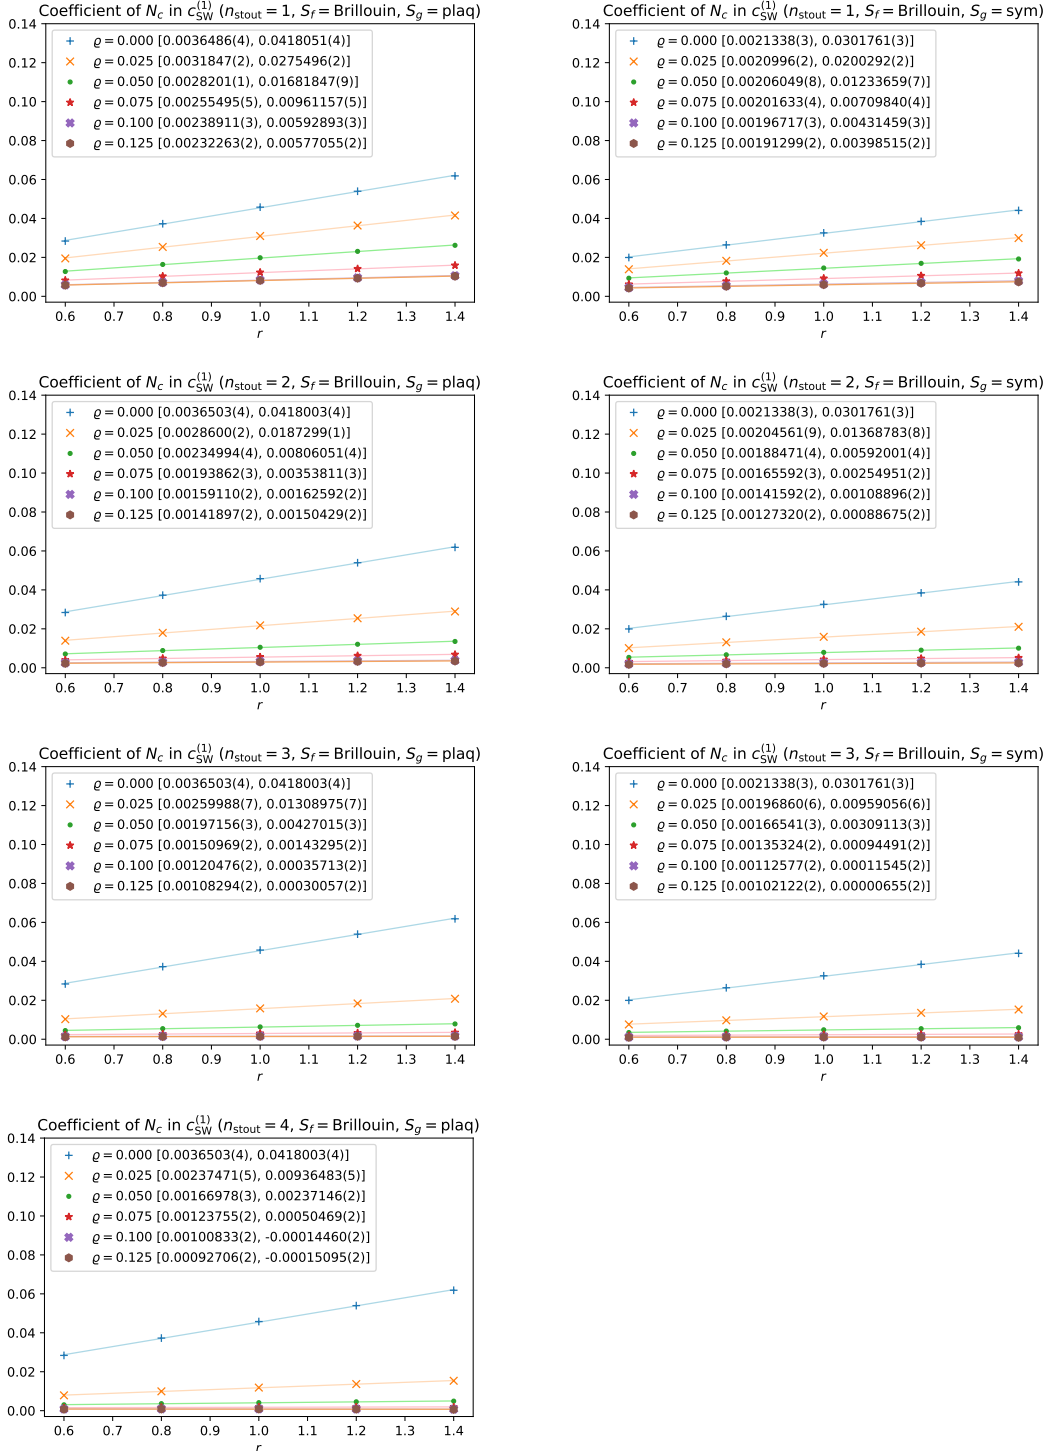 Coefficient of N_c in c_SW^(1) (n_stout = 1, S_f = Brillouin, S_g = plaq)
0.14
0.12
0.10
0.08
0.06
0.04
0.02
0.00
ϱ = 0.000 [0.0036486(4), 0.0418051(4)]
ϱ = 0.025 [0.0031847(2), 0.0275496(2)]
ϱ = 0.050 [0.0028201(1), 0.01681847(9)]
ϱ = 0.075 [0.00255495(5), 0.00961157(5)]
ϱ = 0.100 [0.00238911(3), 0.00592893(3)]
ϱ = 0.125 [0.00232263(2), 0.00577055(2)]
0.6 0.7 0.8 0.9 1.0 1.1 1.2 1.3 1.4
r
Coefficient of N_c in c_SW^(1) (n_stout = 1, S_f = Brillouin, S_g = sym)
0.14
0.12
0.10
0.08
0.06
0.04
0.02
0.00
ϱ = 0.000 [0.0021338(3), 0.0301761(3)]
ϱ = 0.025 [0.0020996(2), 0.0200292(2)]
ϱ = 0.050 [0.00206049(8), 0.01233659(7)]
ϱ = 0.075 [0.00201633(4), 0.00709840(4)]
ϱ = 0.100 [0.00196717(3), 0.00431459(3)]
ϱ = 0.125 [0.00191299(2), 0.00398515(2)]
0.6 0.7 0.8 0.9 1.0 1.1 1.2 1.3 1.4
r
Coefficient of N_c in c_SW^(1) (n_stout = 2, S_f = Brillouin, S_g = plaq)
0.14
0.12
0.10
0.08
0.06
0.04
0.02
0.00
ϱ = 0.000 [0.0036503(4), 0.0418003(4)]
ϱ = 0.025 [0.0028600(2), 0.0187299(1)]
ϱ = 0.050 [0.00234994(4), 0.00806051(4)]
ϱ = 0.075 [0.00193862(3), 0.00353811(3)]
ϱ = 0.100 [0.00159110(2), 0.00162592(2)]
ϱ = 0.125 [0.00141897(2), 0.00150429(2)]
0.6 0.7 0.8 0.9 1.0 1.1 1.2 1.3 1.4
r
Coefficient of N_c in c_SW^(1) (n_stout = 2, S_f = Brillouin, S_g = sym)
0.14
0.12
0.10
0.08
0.06
0.04
0.02
0.00
ϱ = 0.000 [0.0021338(3), 0.0301761(3)]
ϱ = 0.025 [0.00204561(9), 0.01368783(8)]
ϱ = 0.050 [0.00188471(4), 0.00592001(4)]
ϱ = 0.075 [0.00165592(3), 0.00254951(2)]
ϱ = 0.100 [0.00141592(2), 0.00108896(2)]
ϱ = 0.125 [0.00127320(2), 0.00088675(2)]
0.6 0.7 0.8 0.9 1.0 1.1 1.2 1.3 1.4
r
Coefficient of N_c in c_SW^(1) (n_stout = 3, S_f = Brillouin, S_g = plaq)
0.14
0.12
0.10
0.08
0.06
0.04
0.02
0.00
ϱ = 0.000 [0.0036503(4), 0.0418003(4)]
ϱ = 0.025 [0.00259988(7), 0.01308975(7)]
ϱ = 0.050 [0.00197156(3), 0.00427015(3)]
ϱ = 0.075 [0.00150969(2), 0.00143295(2)]
ϱ = 0.100 [0.00120476(2), 0.00035713(2)]
ϱ = 0.125 [0.00108294(2), 0.00030057(2)]
0.6 0.7 0.8 0.9 1.0 1.1 1.2 1.3 1.4
r
Coefficient of N_c in c_SW^(1) (n_stout = 3, S_f = Brillouin, S_g = sym)
0.14
0.12
0.10
0.08
0.06
0.04
0.02
0.00
ϱ = 0.000 [0.0021338(3), 0.0301761(3)]
ϱ = 0.025 [0.00196860(6), 0.00959056(6)]
ϱ = 0.050 [0.00166541(3), 0.00309113(3)]
ϱ = 0.075 [0.00135324(2), 0.00094491(2)]
ϱ = 0.100 [0.00112577(2), 0.00011545(2)]
ϱ = 0.125 [0.00102122(2), 0.00000655(2)]
0.6 0.7 0.8 0.9 1.0 1.1 1.2 1.3 1.4
r
Coefficient of N_c in c_SW^(1) (n_stout = 4, S_f = Brillouin, S_g = plaq)
0.14
0.12
0.10
0.08
0.06
0.04
0.02
0.00
ϱ = 0.000 [0.0036503(4), 0.0418003(4)]
ϱ = 0.025 [0.00237471(5), 0.00936483(5)]
ϱ = 0.050 [0.00166978(3), 0.00237146(2)]
ϱ = 0.075 [0.00123755(2), 0.00050469(2)]
ϱ = 0.100 [0.00100833(2), -0.00014460(2)]
ϱ = 0.125 [0.00092706(2), -0.00015095(2)]
0.6 0.7 0.8 0.9 1.0 1.1 1.2 1.3 1.4
r